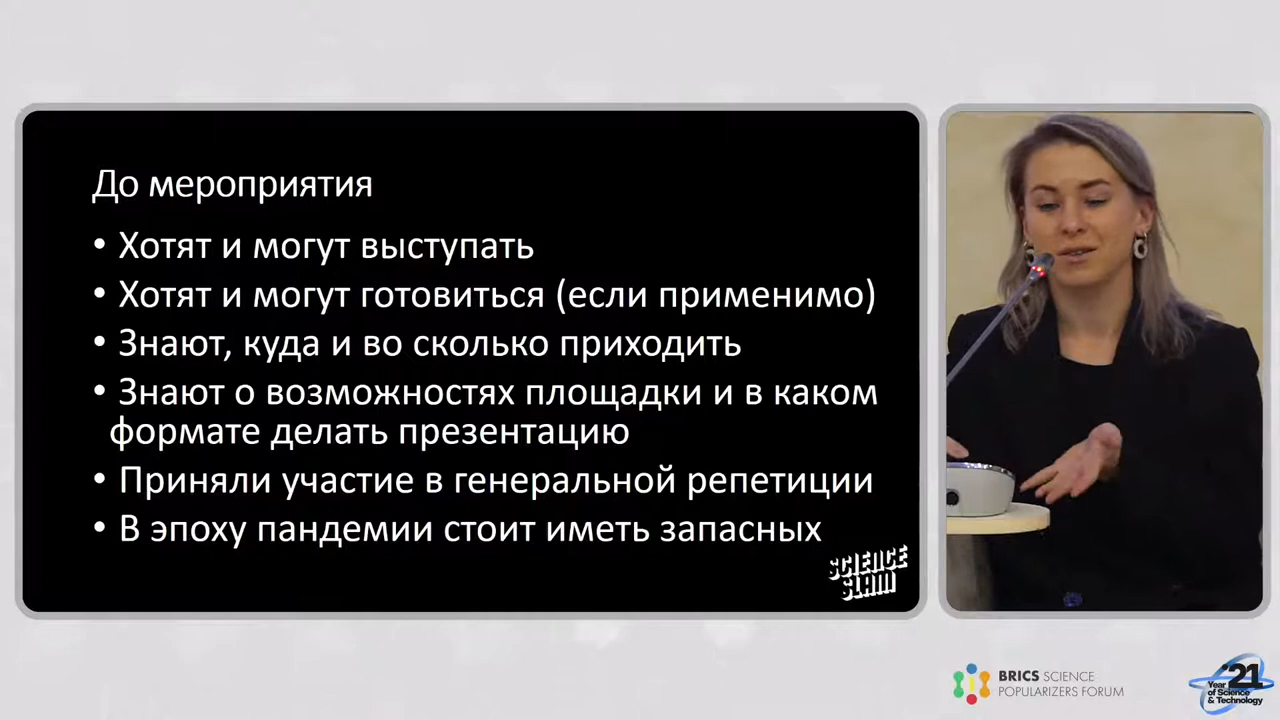 До мероприятия
• Хотят и могут выступать
• Хотят и могут готовиться (если применимо)
• Знают, куда и во сколько приходить
• Знают о возможностях площадки и в каком
формате делать презентацию
• Приняли участие в генеральной репетиции
• В эпоху пандемии стоит иметь запасных
SCIENCE
SLAM
BRICS SCIENCE
POPULARIZERS FORUM
'21
Year
of Science
& Technology